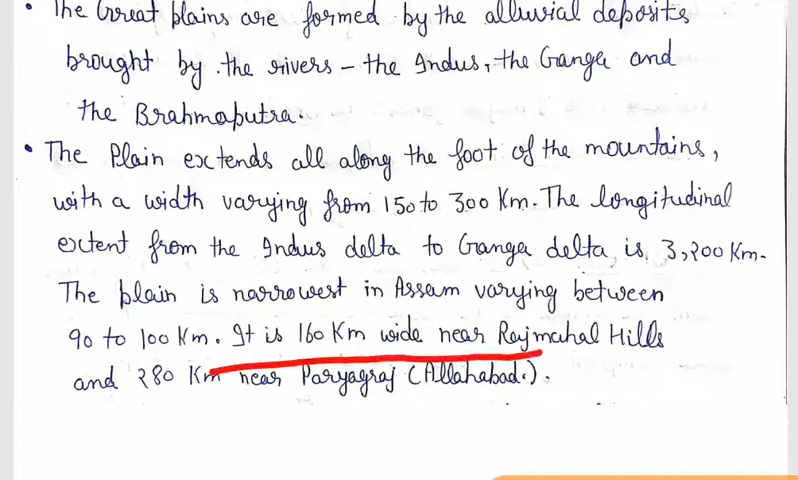 • The Great plains are formed by the alluvial deposits
brought by the rivers – the Indus, the Ganga and
the Brahmaputra.
• The Plain extends all along the foot of the mountains,
with a width varying from 150 to 300 Km. The longitudinal
extent from the Indus delta to Ganga delta is 3,200 Km.
The plain is narrowest in Assam varying between
90 to 100 Km. It is 160 Km wide near Rajmahal Hills
and 280 Km near Paryagraj (Allahabad.).